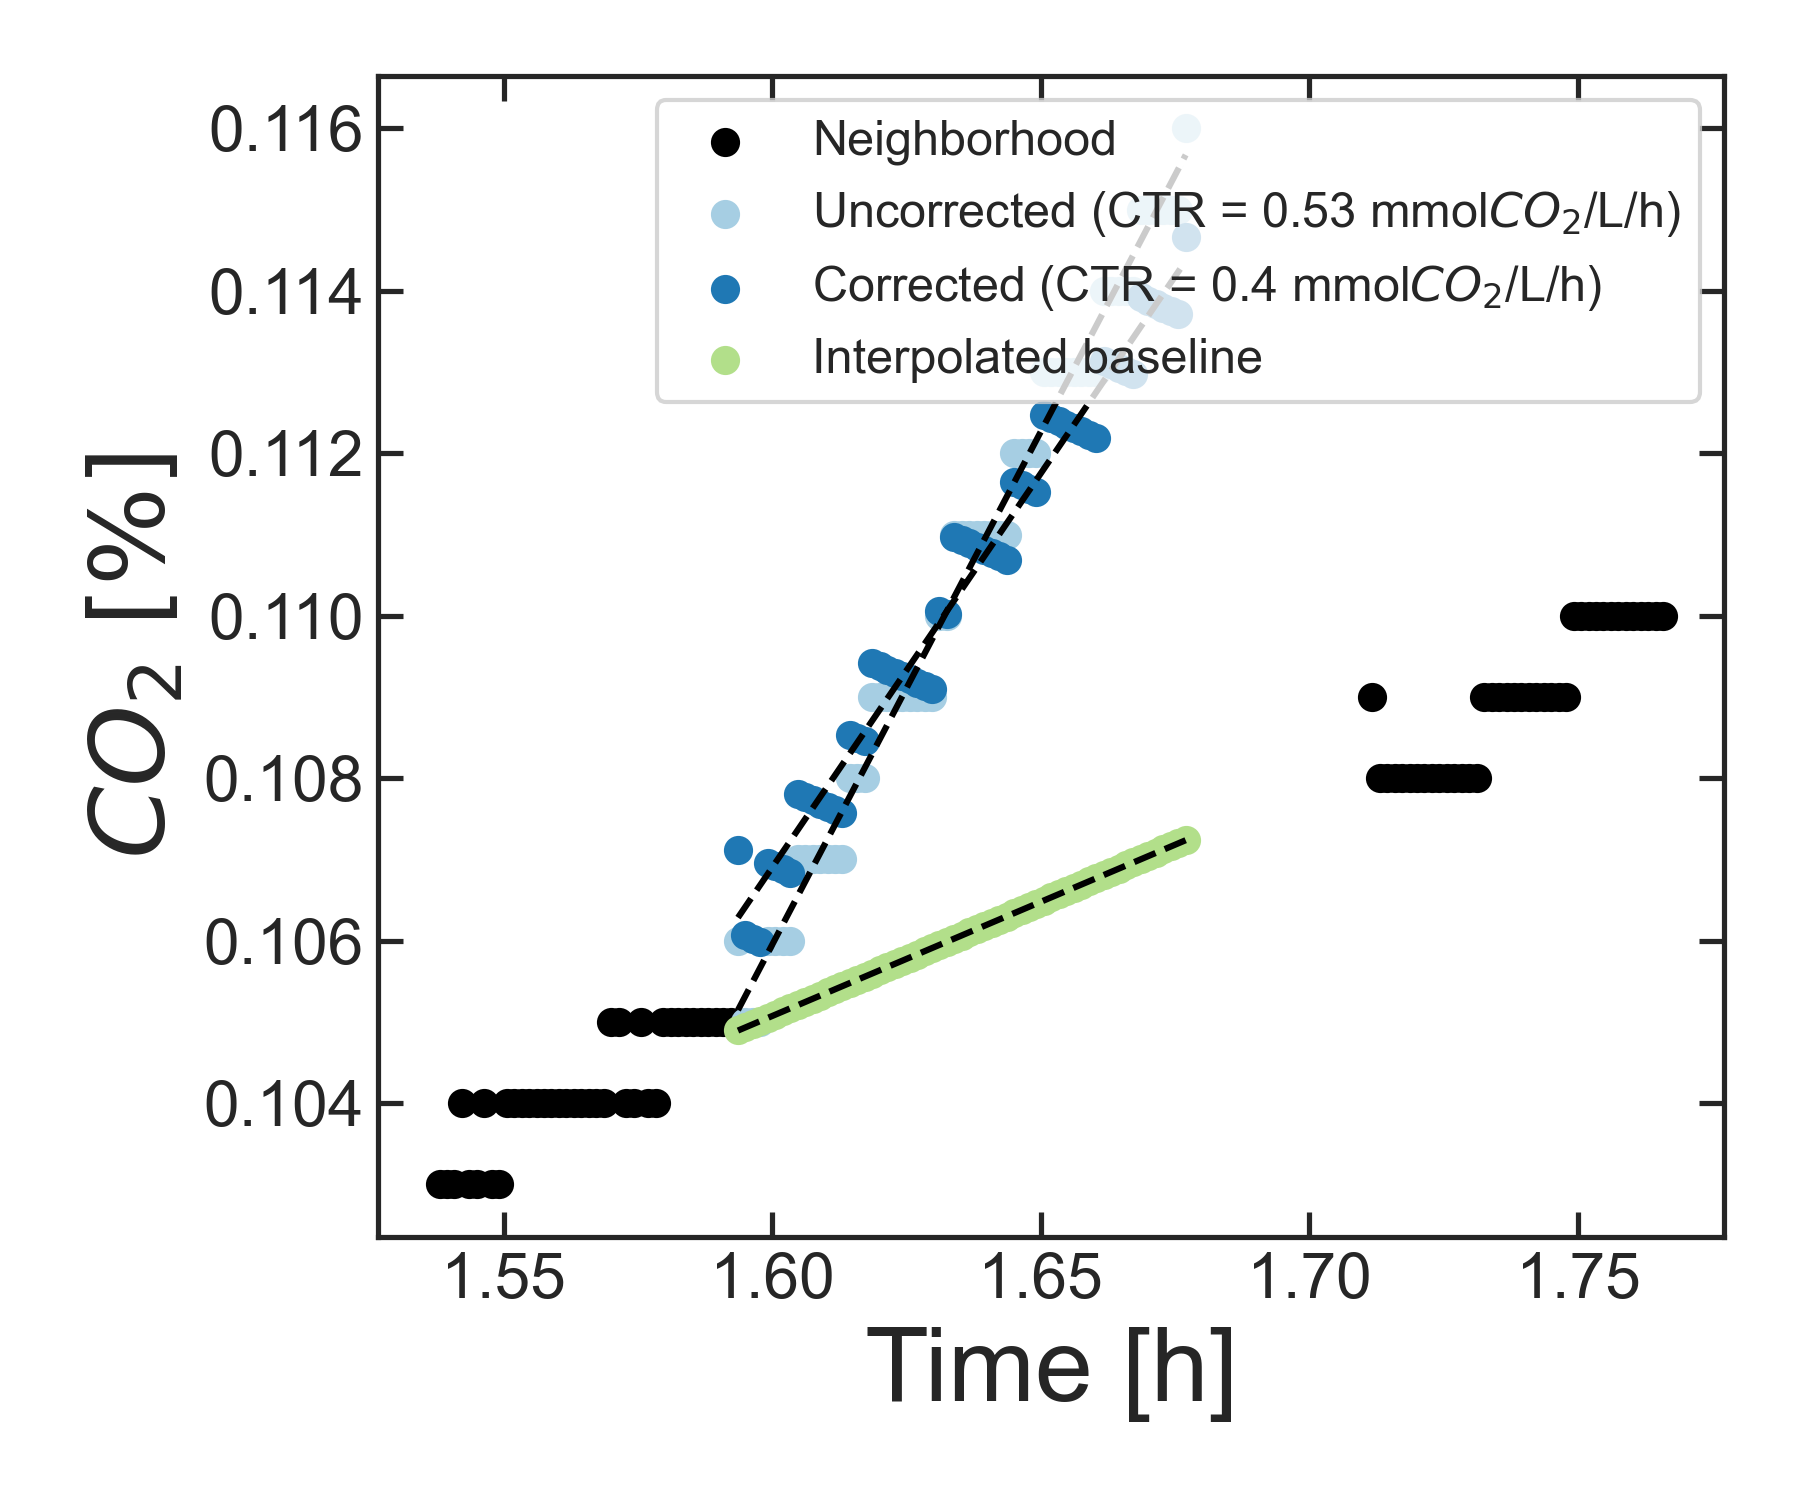 CO₂ [%]
0.116
0.114
0.112
0.110
0.108
0.106
0.104
Neighborhood
Uncorrected (CTR = 0.53 mmolCO₂/L/h)
Corrected (CTR = 0.4 mmolCO₂/L/h)
Interpolated baseline
1.55 1.60 1.65 1.70 1.75
Time [h]